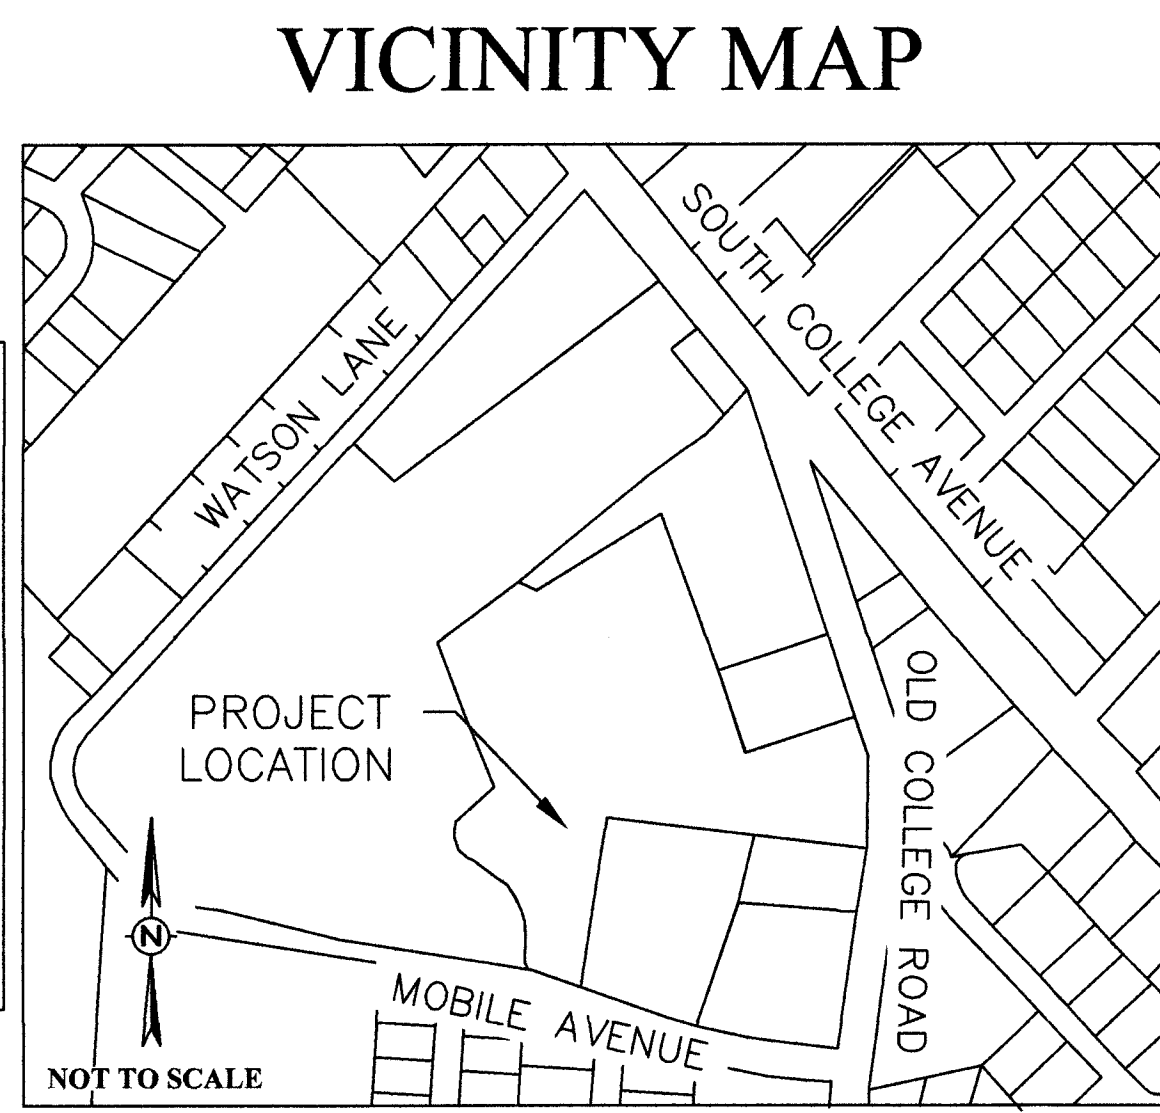 VICINITY MAP
SOUTH COLLEGE AVENUE
WATSON LANE
PROJECT
LOCATION
OLD COLLEGE ROAD
N
MOBILE AVENUE
NOT TO SCALE